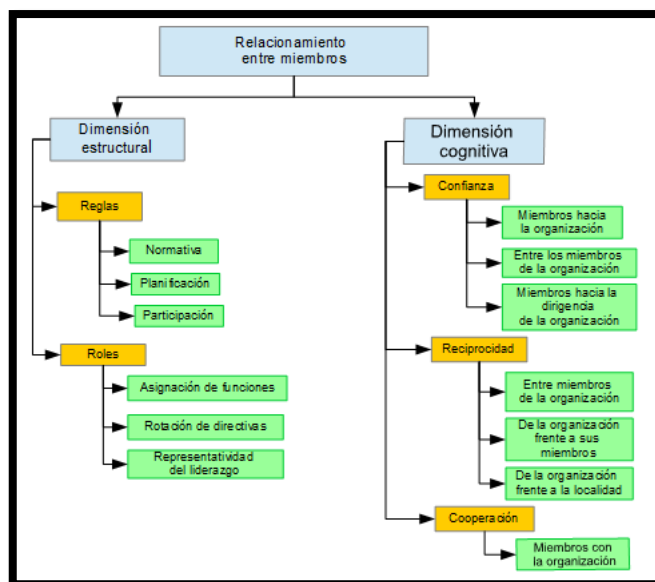 Relacionamiento
entre miembros
Dimensión
estructural
Reglas
Normativa
Planificación
Participación
Roles
Asignación de funciones
Rotación de directivas
Representatividad
del liderazgo
Dimensión
cognitiva
Confianza
Miembros hacia
la organización
Entre los miembros
de la organización
Miembros hacia la
dirigencia
de la organización
Reciprocidad
Entre miembros
de la organización
De la organización
frente a sus
miembros
De la organización
frente a la localidad
Cooperación
Miembros con
la organización